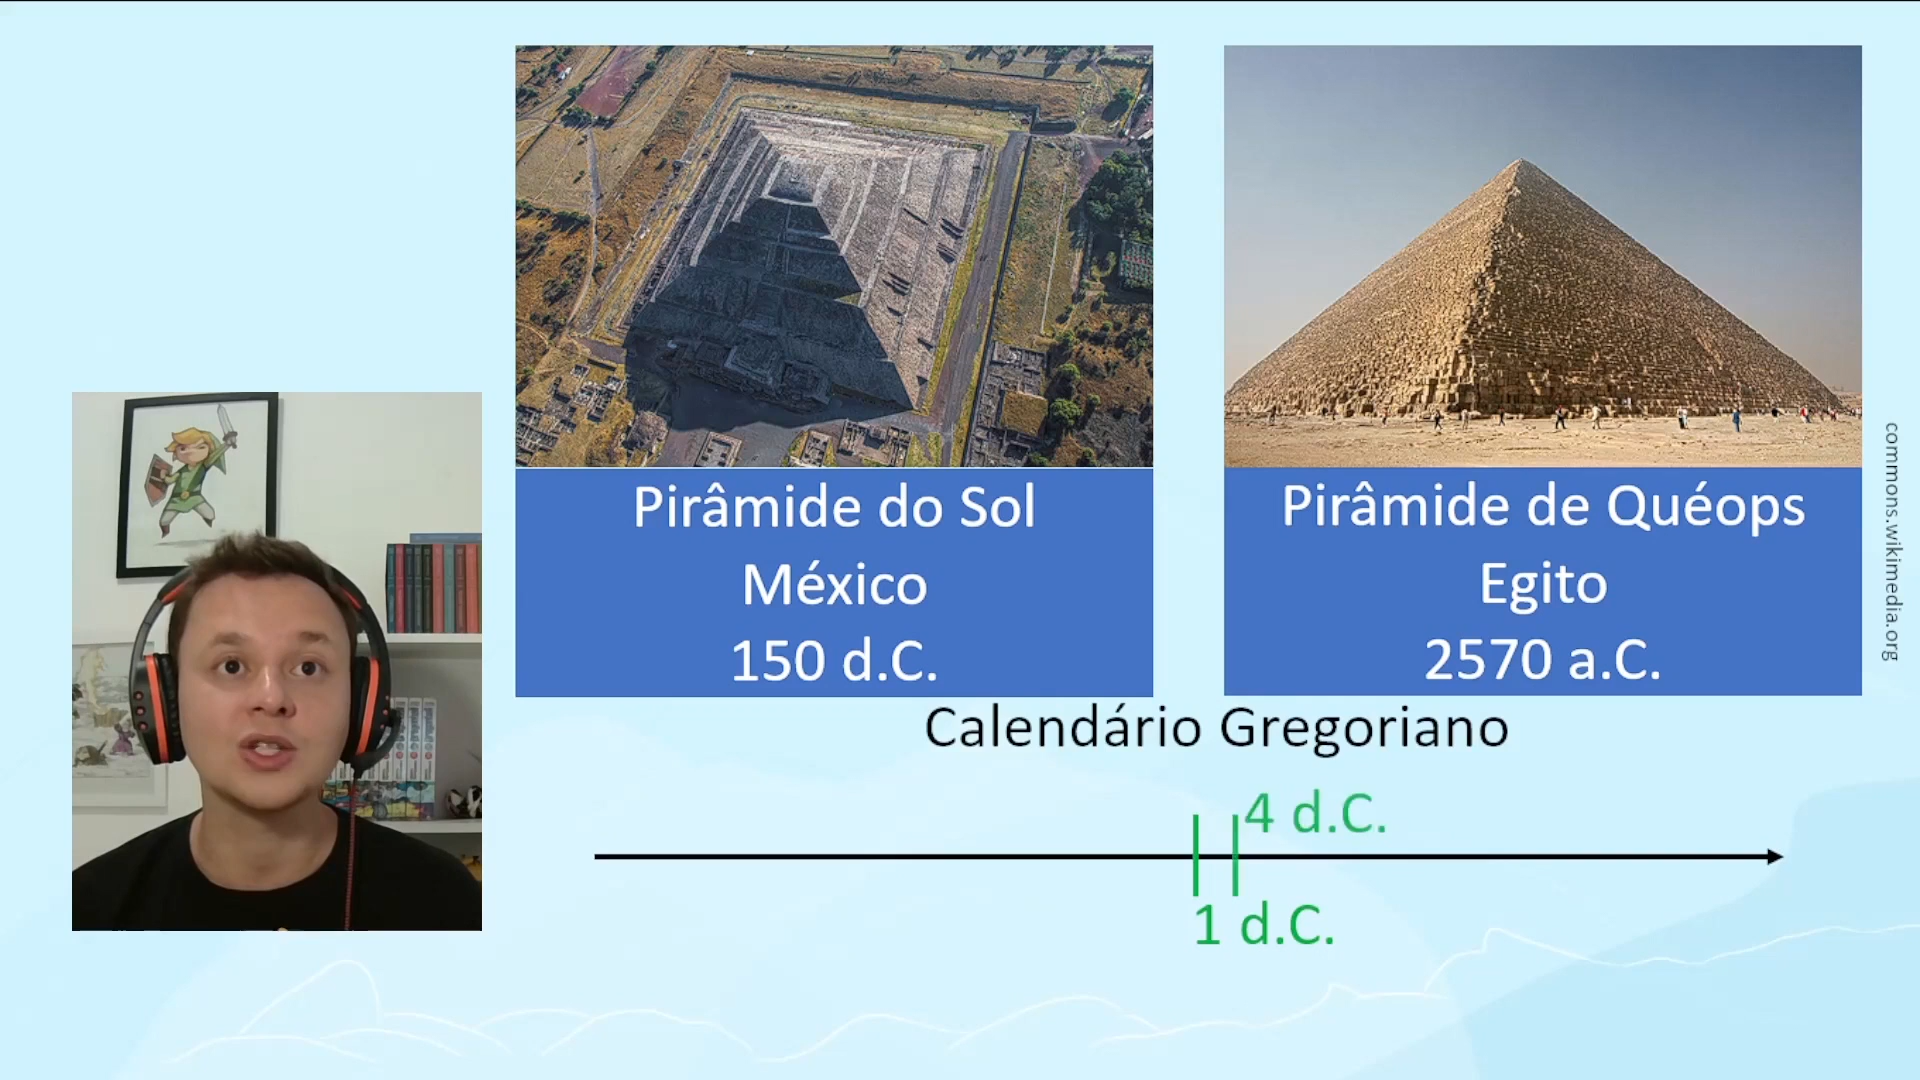 Pirâmide do Sol
México
150 d.C.
Pirâmide de Quéops
Egito
2570 a.C.
commons.wikimedia.org
Calendário Gregoriano
4 d.C.
1 d.C.